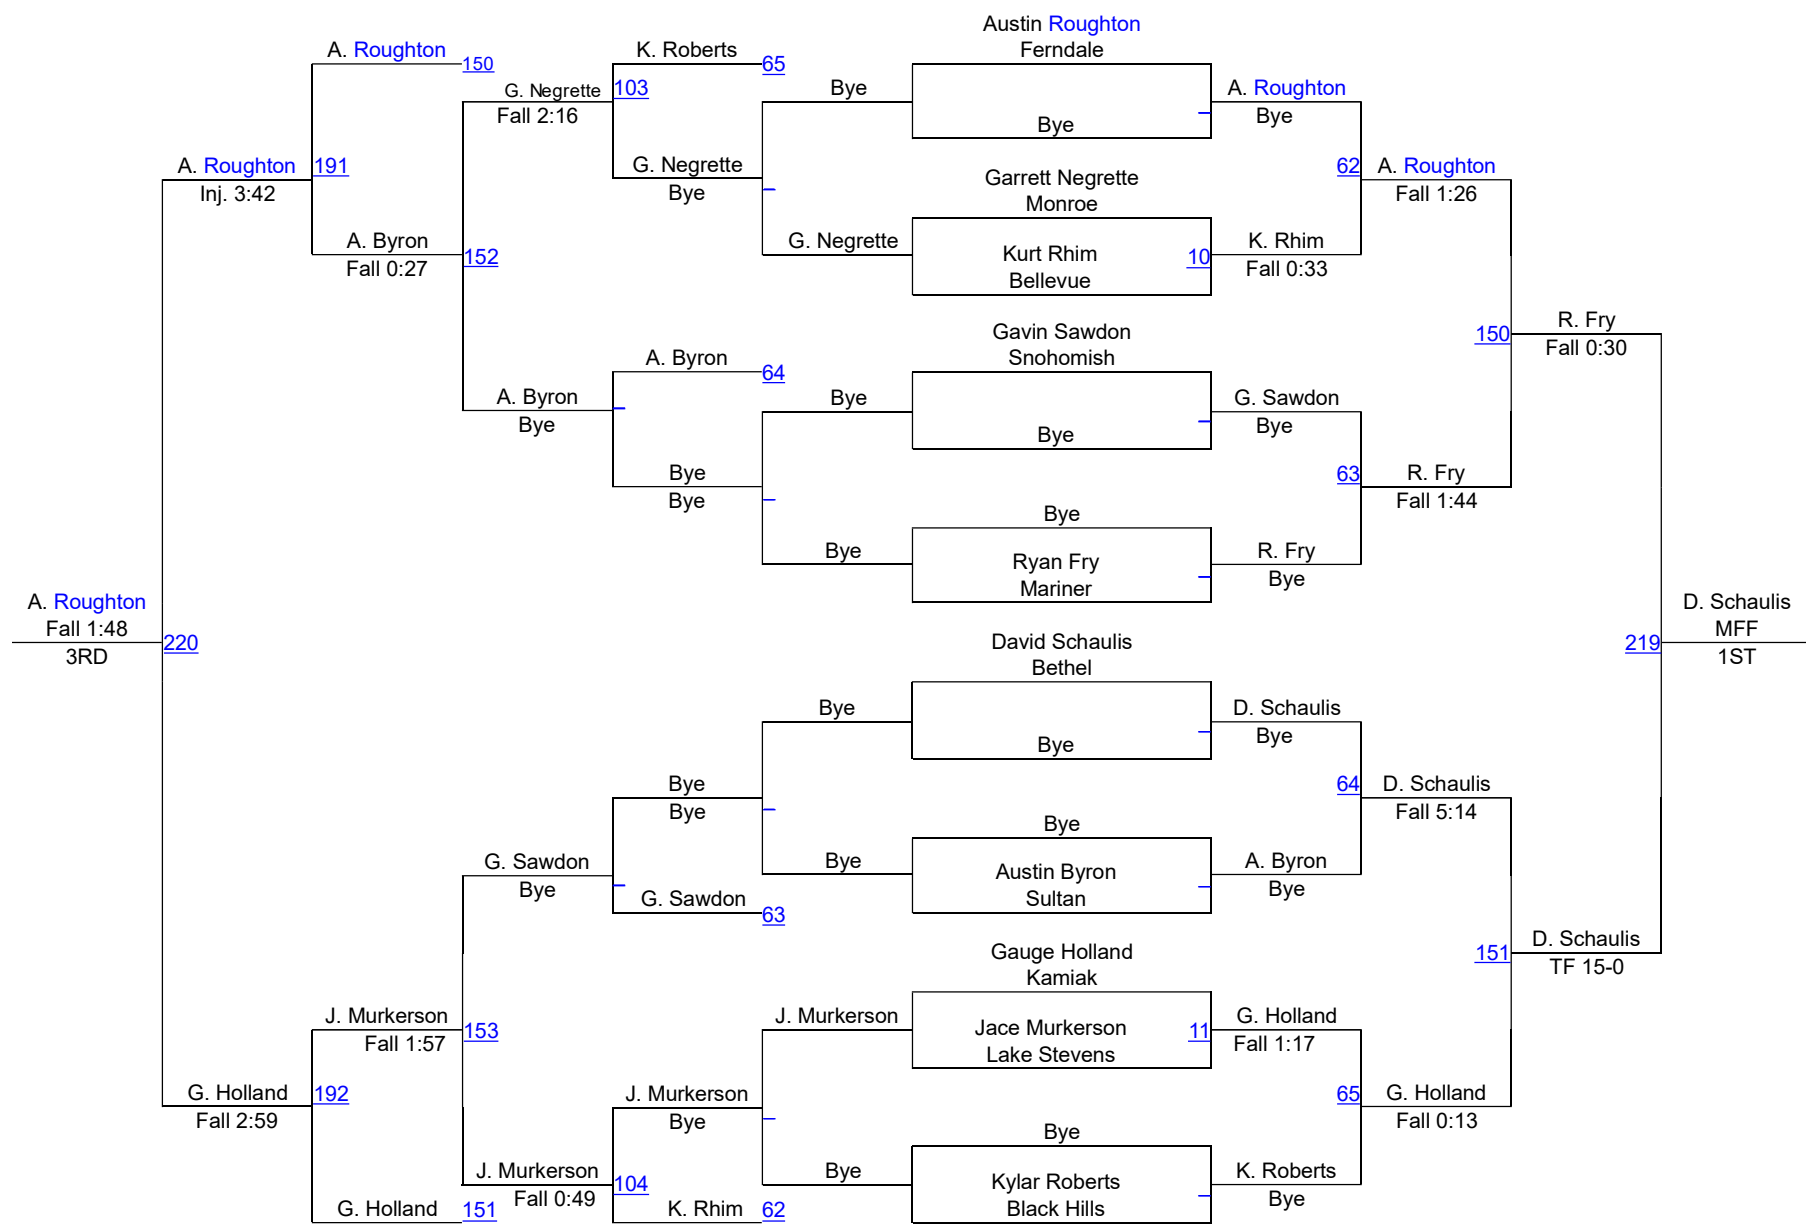 Austin Roughton
A. Roughton K. Roberts Ferndale
150 65
G. Negrette 103 Bye A. Roughton
Fall 2:16 Bye Bye
A. Roughton 191 G. Negrette 62 A. Roughton
Inj. 3:42 Bye Garrett Negrette Fall 1:26
Monroe
A. Byron G. Negrette K. Rhim
152 Kurt Rhim 10
Fall 0:27 Bellevue Fall 0:33
Gavin Sawdon R. Fry
A. Byron Snohomish 150 Fall 0:30
64
A. Byron Bye G. Sawdon
Bye Bye Bye
Bye 63 R. Fry
Bye Fall 1:44
Bye
Bye Ryan Fry R. Fry
Mariner Bye
A. Roughton D. Schaulis
Fall 1:48 MFF
3RD 220 David Schaulis 219 1ST
Bethel
Bye D. Schaulis
Bye Bye
Bye 64 D. Schaulis
Bye Fall 5:14
Bye
G. Sawdon Bye Austin Byron A. Byron
Bye Sultan Bye
G. Sawdon 63
Gauge Holland 151 D. Schaulis
Kamiak TF 15-0
J. Murkerson J. Murkerson G. Holland
153 Jace Murkerson 11
Fall 1:57 Lake Stevens Fall 1:17
G. Holland 192 J. Murkerson 65 G. Holland
Fall 2:59 Bye Fall 0:13
Bye
J. Murkerson Bye K. Roberts
104 Kylar Roberts
Fall 0:49 Black Hills Bye
G. Holland 151 K. Rhim 62